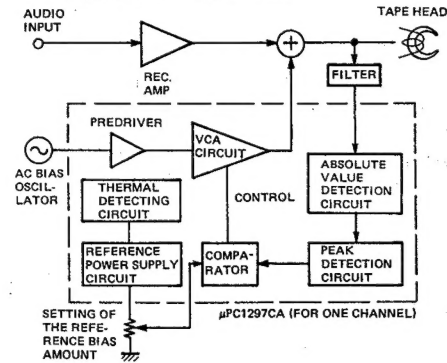 AUDIO
INPUT
REC.
AMP
+
TAPE HEAD
FILTER
PREDRIVER
VCA
CIRCUIT
AC BIAS
OSCIL-
LATOR
THERMAL
DETECTING
CIRCUIT
CONTROL
ABSOLUTE
VALUE
DETECTION
CIRCUIT
REFERENCE
POWER SUPPLY
CIRCUIT
COMPA-
RATOR
PEAK
DETECTION
CIRCUIT
μPC1297CA (FOR ONE CHANNEL)
SETTING OF
THE REFE-
RENCE BIAS
AMOUNT